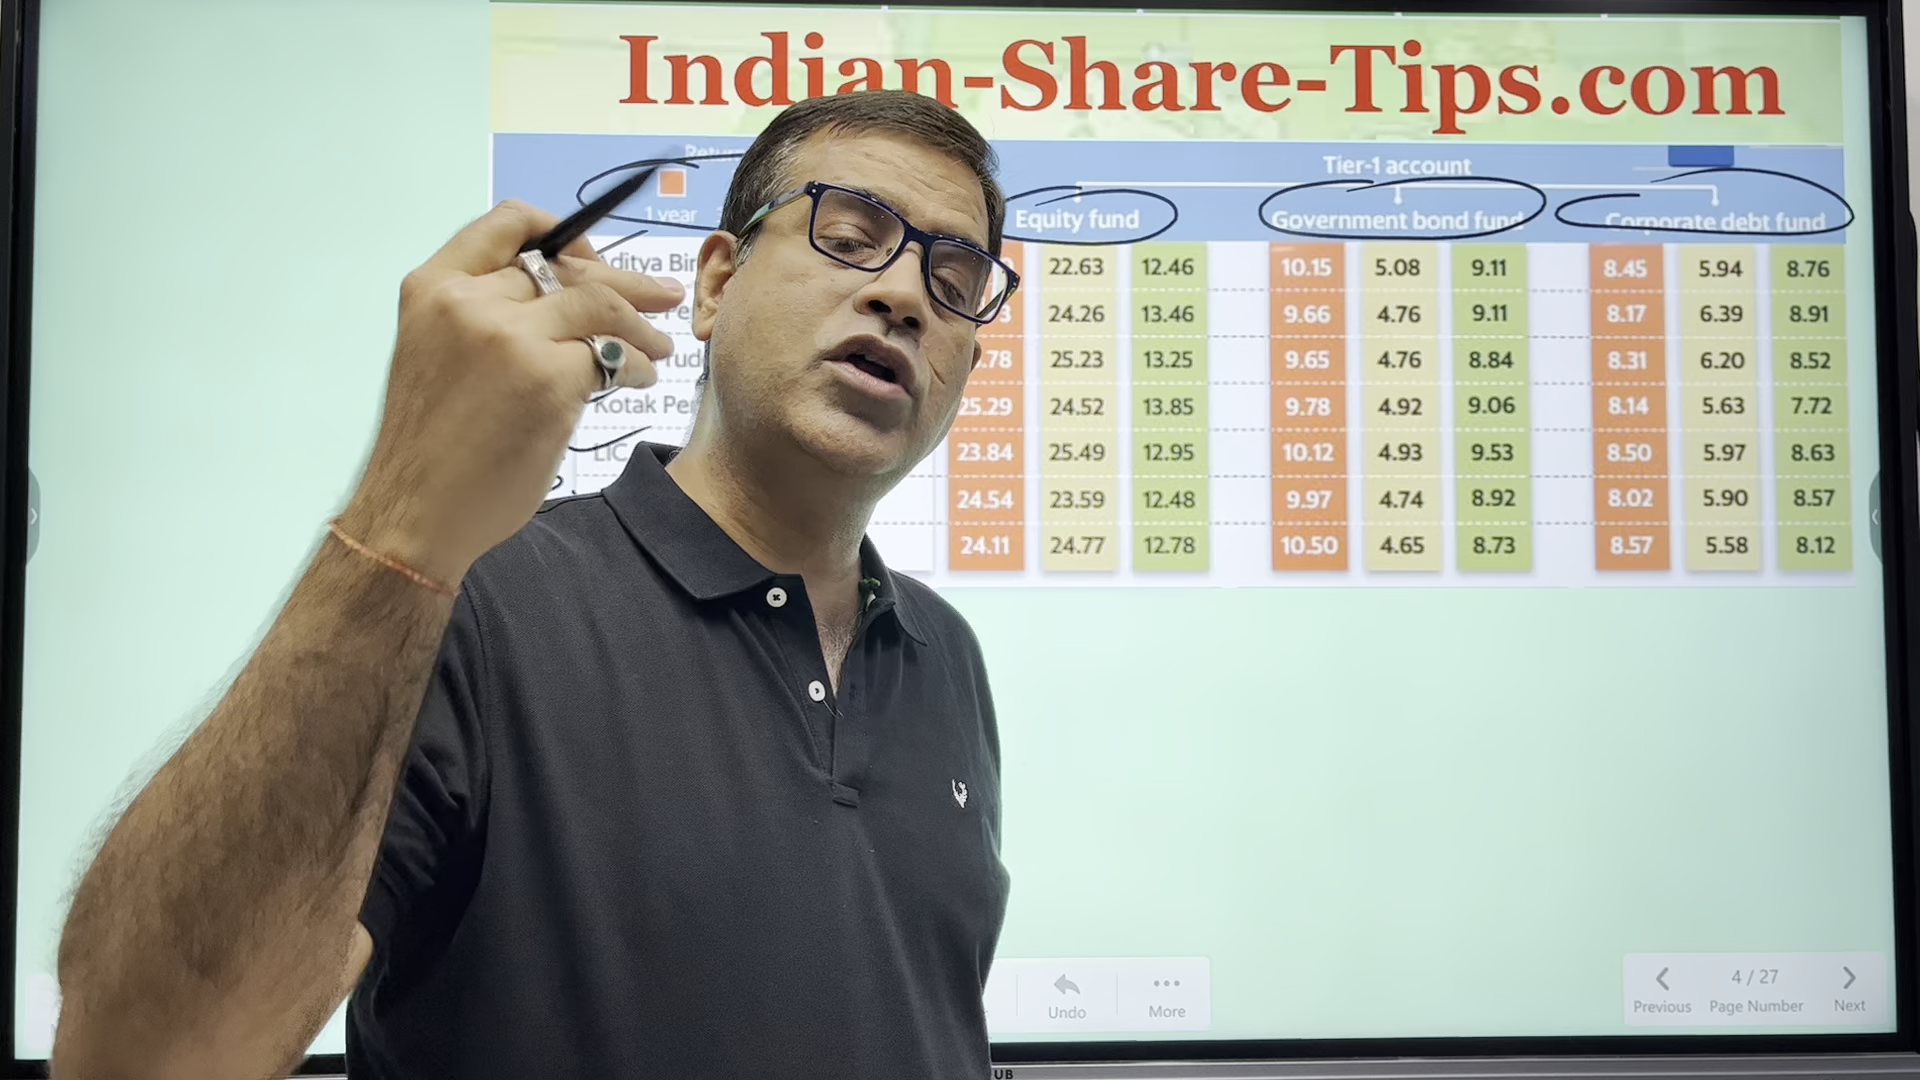 Indian-Share-Tips.com
Tier-1 account
1 year
Equity fund Government bond fund Corporate debt fund
Aditya 22.63 12.46 10.15 5.08 9.11 8.45 5.94 8.76
24.26 13.46 9.66 4.76 9.11 8.17 6.39 8.91
.78 25.23 13.25 9.65 4.76 8.84 8.31 6.20 8.52
Kotak 25.29 24.52 13.85 9.78 4.92 9.06 8.14 5.63 7.72
LIC 23.84 25.49 12.95 10.12 4.93 9.53 8.50 5.97 8.63
24.54 23.59 12.48 9.97 4.74 8.92 8.02 5.90 8.57
24.11 24.77 12.78 10.50 4.65 8.73 8.57 5.58 8.12
Undo More
4 / 27
Previous Page Number Next
UB